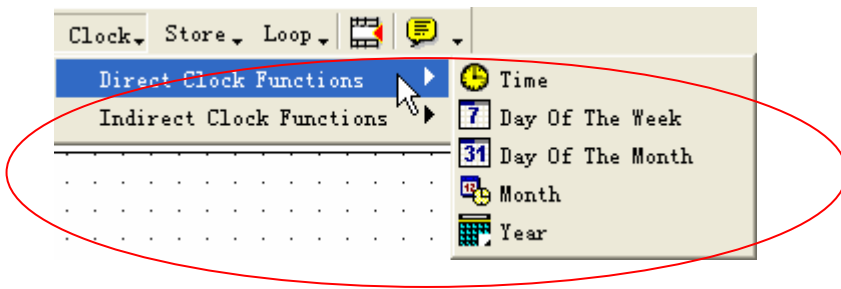 Clock Store Loop
Direct Clock Functions
Indirect Clock Functions
Time
7 Day Of The Week
31 Day Of The Month
12 Month
Year